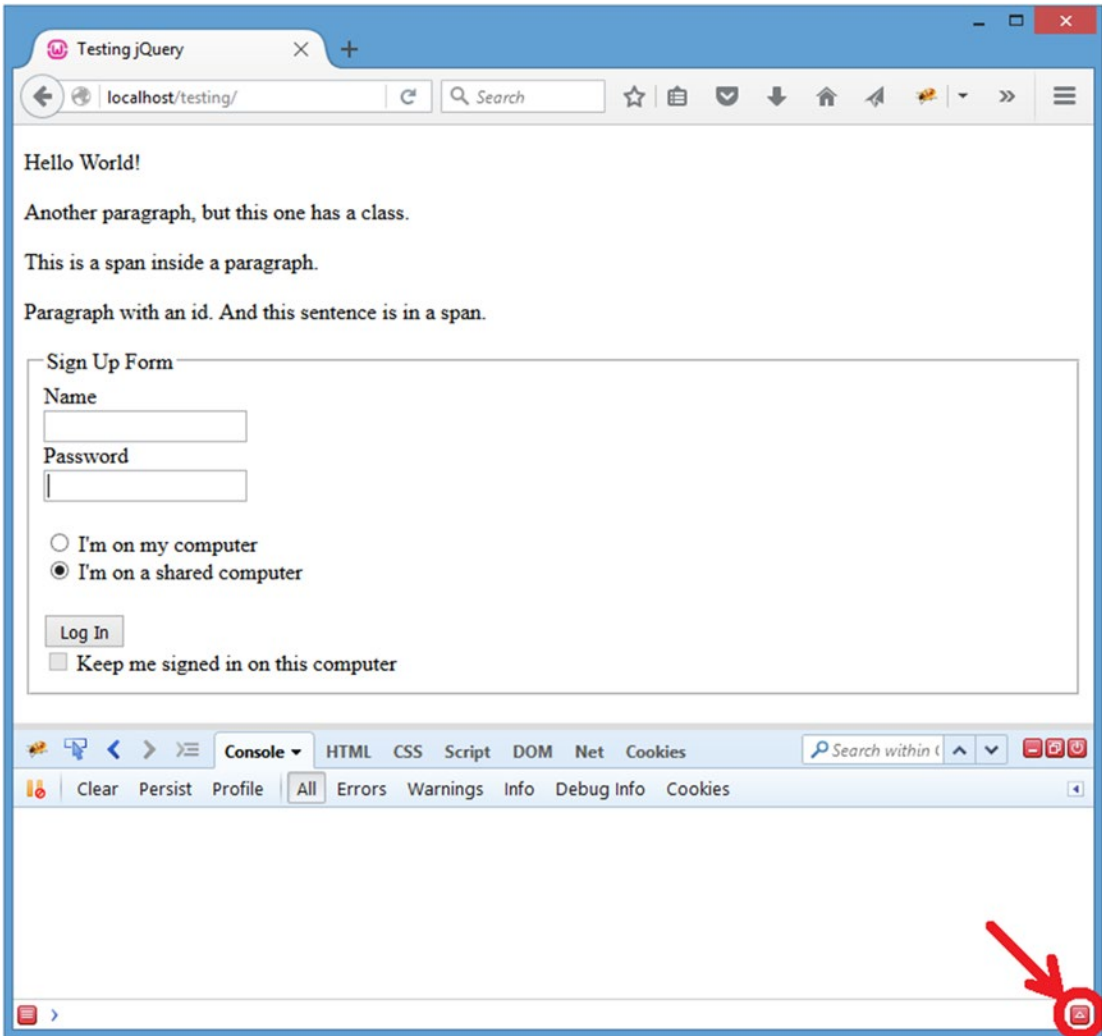 Testing jQuery
localhost/testing/
Search
Hello World!
Another paragraph, but this one has a class.
This is a span inside a paragraph.
Paragraph with an id. And this sentence is in a span.
Sign Up Form
Name
Password
I'm on my computer
I'm on a shared computer
Log In
Keep me signed in on this computer
Console HTML CSS Script DOM Net Cookies Search within
Clear Persist Profile All Errors Warnings Info Debug Info Cookies